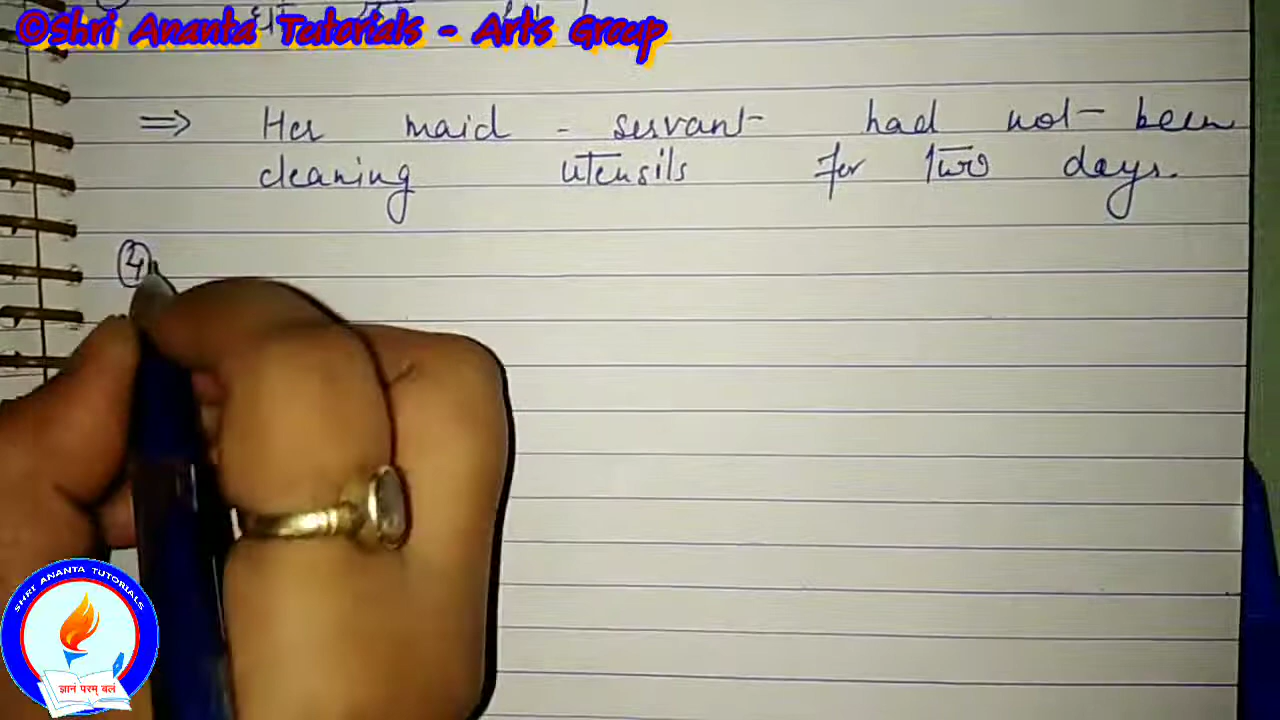 ©Shri Ananta Tutorials - Arts Group
⇒ Her maid - servant had not been
cleaning utensils for two days.
④
SHRI ANANTA TUTORIALS
ज्ञानं परमं बलं